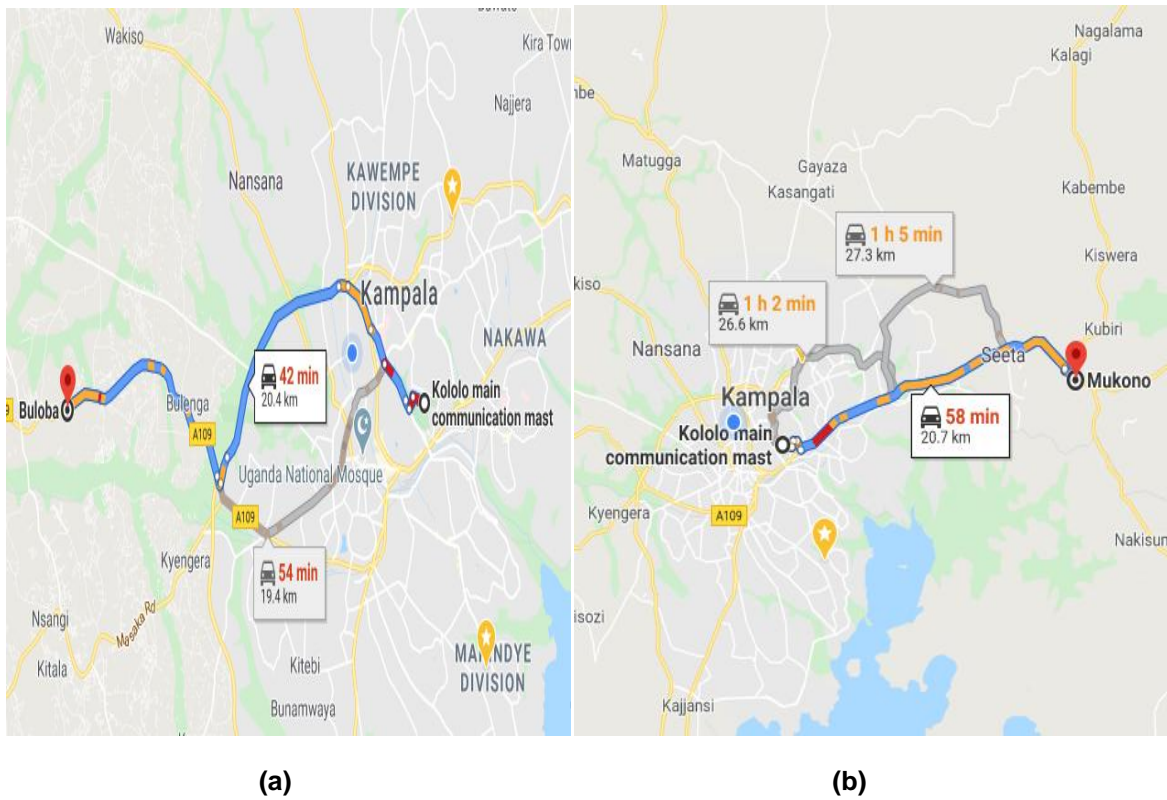 Wakiso
Kira Town
Najjera
KAWEMPE
DIVISION
Nansana
Kampala
NAKAWA
42 min
20.4 km
Buloba
Bulenga
A109
Kololo main
communication mast
Uganda National Mosque
A109
Kyengera
54 min
19.4 km
Nsangi
Masaka Rd
Kitala
Kitebi
DIVISION
Bunamwaya
(a)
Nagalama
Kalagi
Matugga
Gayaza
Kasangati
Kabembe
1 h 5 min
27.3 km
Kiswera
1 h 2 min
26.6 km
Kubiri
Nansana
Seeta
Mukono
Kampala
58 min
20.7 km
Kololo main
communication mast
Kyengera
A109
Kajjansi
(b)